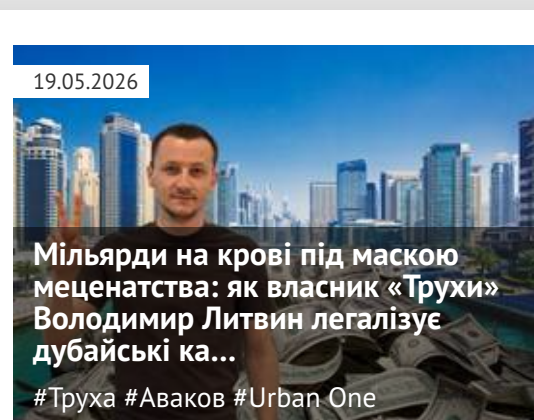 19.05.2026
Мільярди на крові під маскою
меценатства: як власник «Трухи»
Володимир Литвин легалізує
дубайські ка...
#Труха #Аваков #Urban One